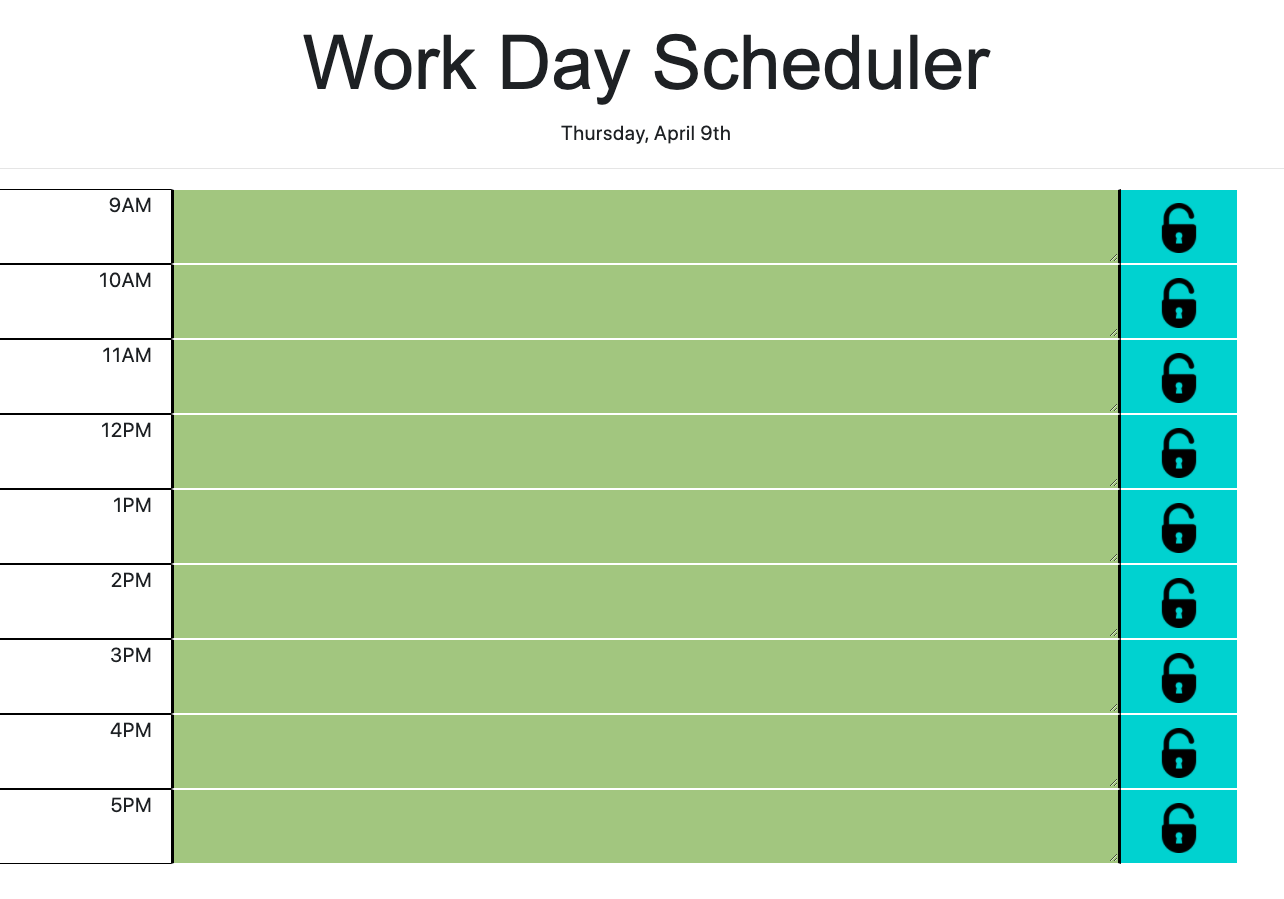 Work Day Scheduler
Thursday, April 9th
9AM
10AM
11AM
12PM
1PM
2PM
3PM
4PM
5PM